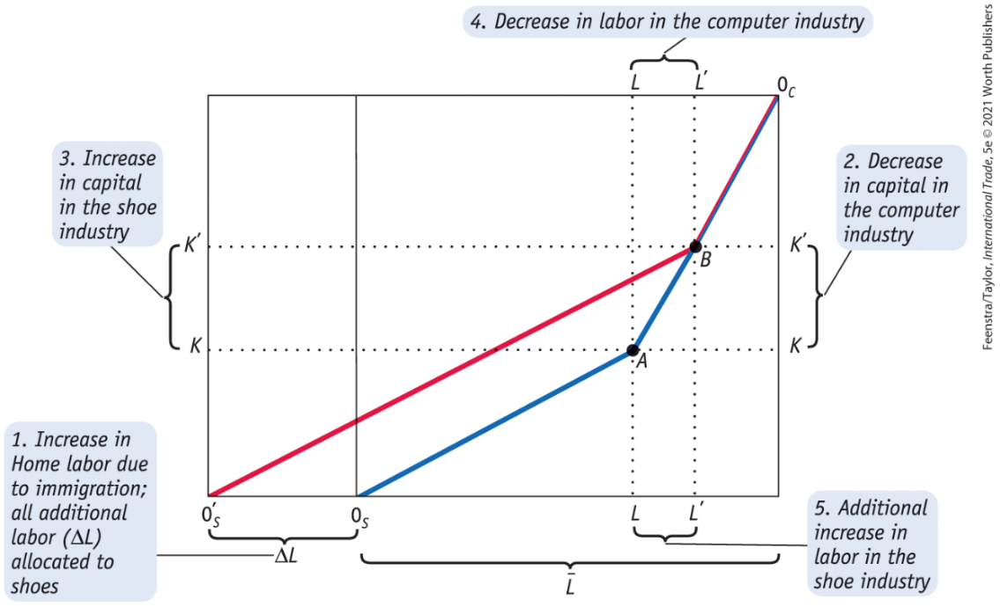 4. Decrease in labor in the computer industry
L L′
0C
3. Increase
in capital
in the shoe
industry
2. Decrease
in capital in
the computer
industry
K′
K′
B
K
K
A
1. Increase in
Home labor due
to immigration;
all additional
labor (ΔL)
allocated to
shoes
0′S
0S
L L′
ΔL
L̄
5. Additional
increase in
labor in the
shoe industry
Feenstra/Taylor, International Trade, 5e © 2021 Worth Publishers